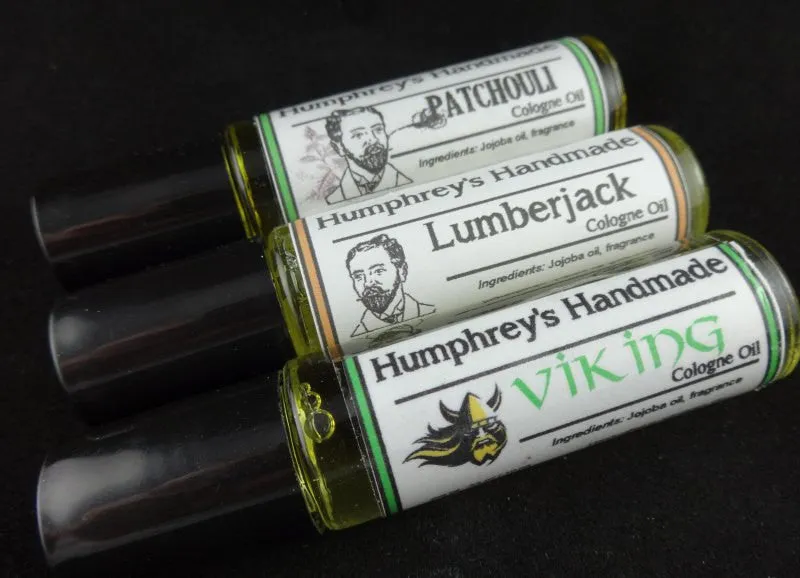 Humphrey's Handmade
PATCHOULI
Cologne Oil
Ingredients: Jojoba oil, fragrance
Humphrey's Handmade
Lumberjack
Cologne Oil
Ingredients: Jojoba oil, fragrance
Humphrey's Handmade
VIKING
Cologne Oil
Ingredients: Jojoba oil, fragrance